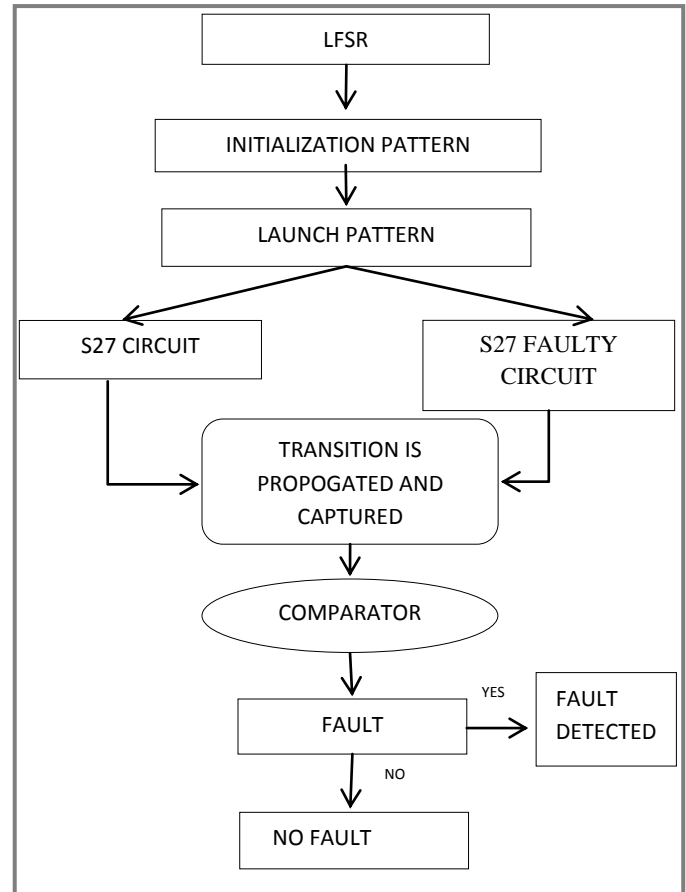 LFSR
INITIALIZATION PATTERN
LAUNCH PATTERN
S27 CIRCUIT
S27 FAULTY
CIRCUIT
TRANSITION IS
PROPOGATED AND
CAPTURED
COMPARATOR
FAULT
YES
FAULT
DETECTED
NO
NO FAULT